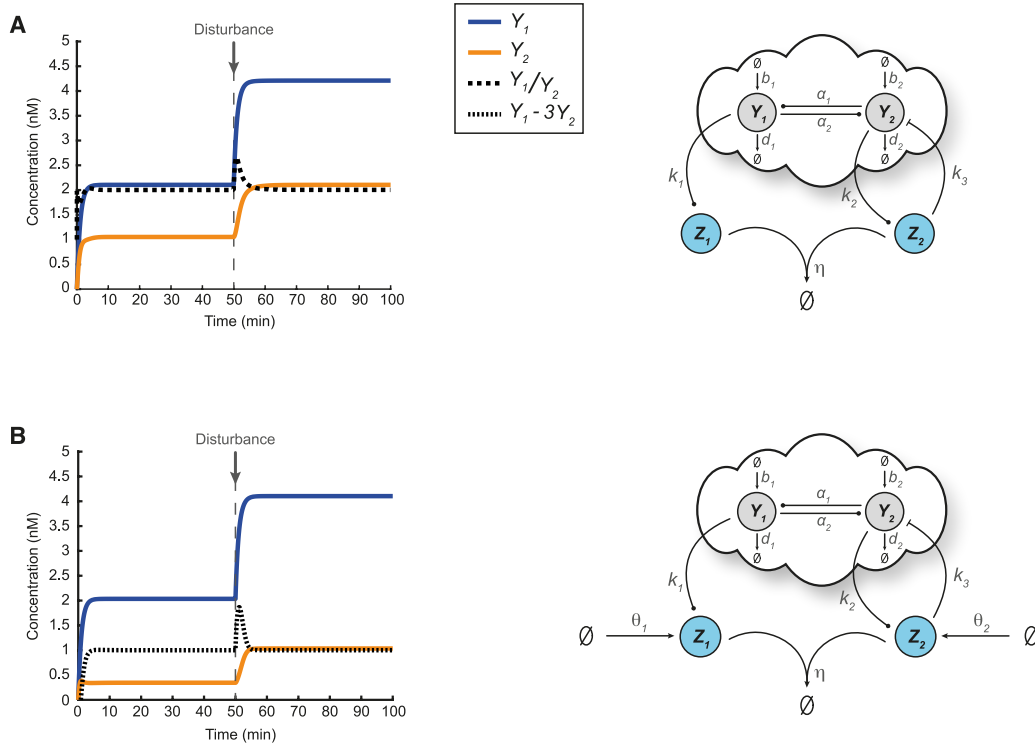 A
Disturbance
Concentration (nM)
5
4.5
4
3.5
3
2.5
2
1.5
1
0.5
0
0 10 20 30 40 50 60 70 80 90 100
Time (min)
Y₁
Y₂
Y₁/Y₂
Y₁ - 3Y₂
∅ ∅
b₁ b₂
α₁
Y₁ Y₂
α₂
d₁ d₂
∅ ∅
k₁ k₂ k₃
Z₁ Z₂
η
∅
B
Disturbance
Concentration (nM)
5
4.5
4
3.5
3
2.5
2
1.5
1
0.5
0
0 10 20 30 40 50 60 70 80 90 100
Time (min)
∅ ∅
b₁ b₂
α₁
Y₁ Y₂
α₂
d₁ d₂
∅ ∅
k₁ k₂ k₃
∅ θ₁ Z₁ Z₂ θ₂ ∅
η
∅